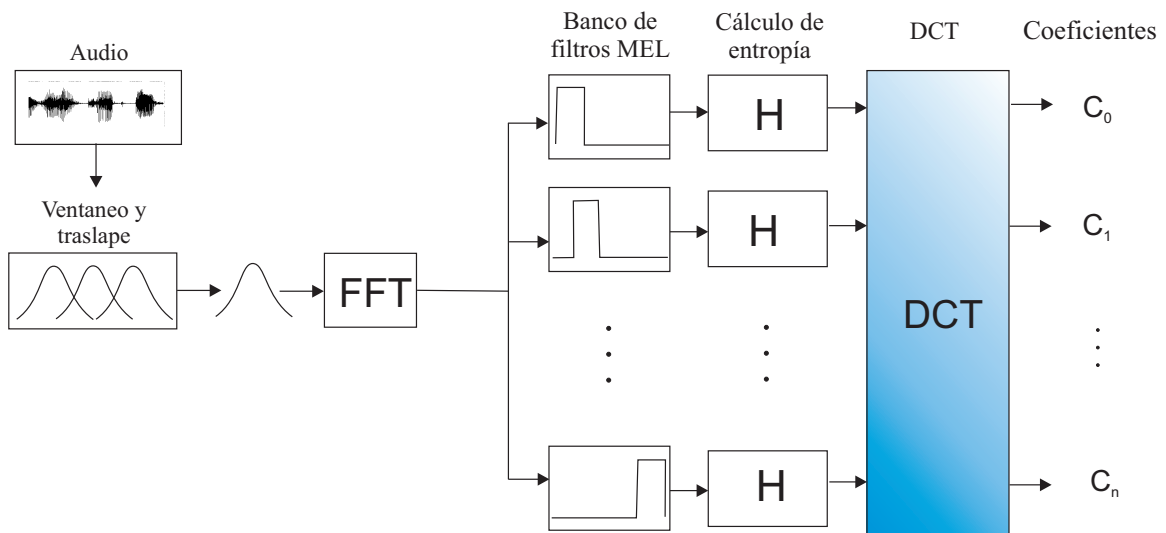 Audio
Ventaneo y
traslape
FFT
Banco de
filtros MEL
Cálculo de
entropía
H
H
H
DCT
DCT
Coeficientes
C₀
C₁
Cₙ